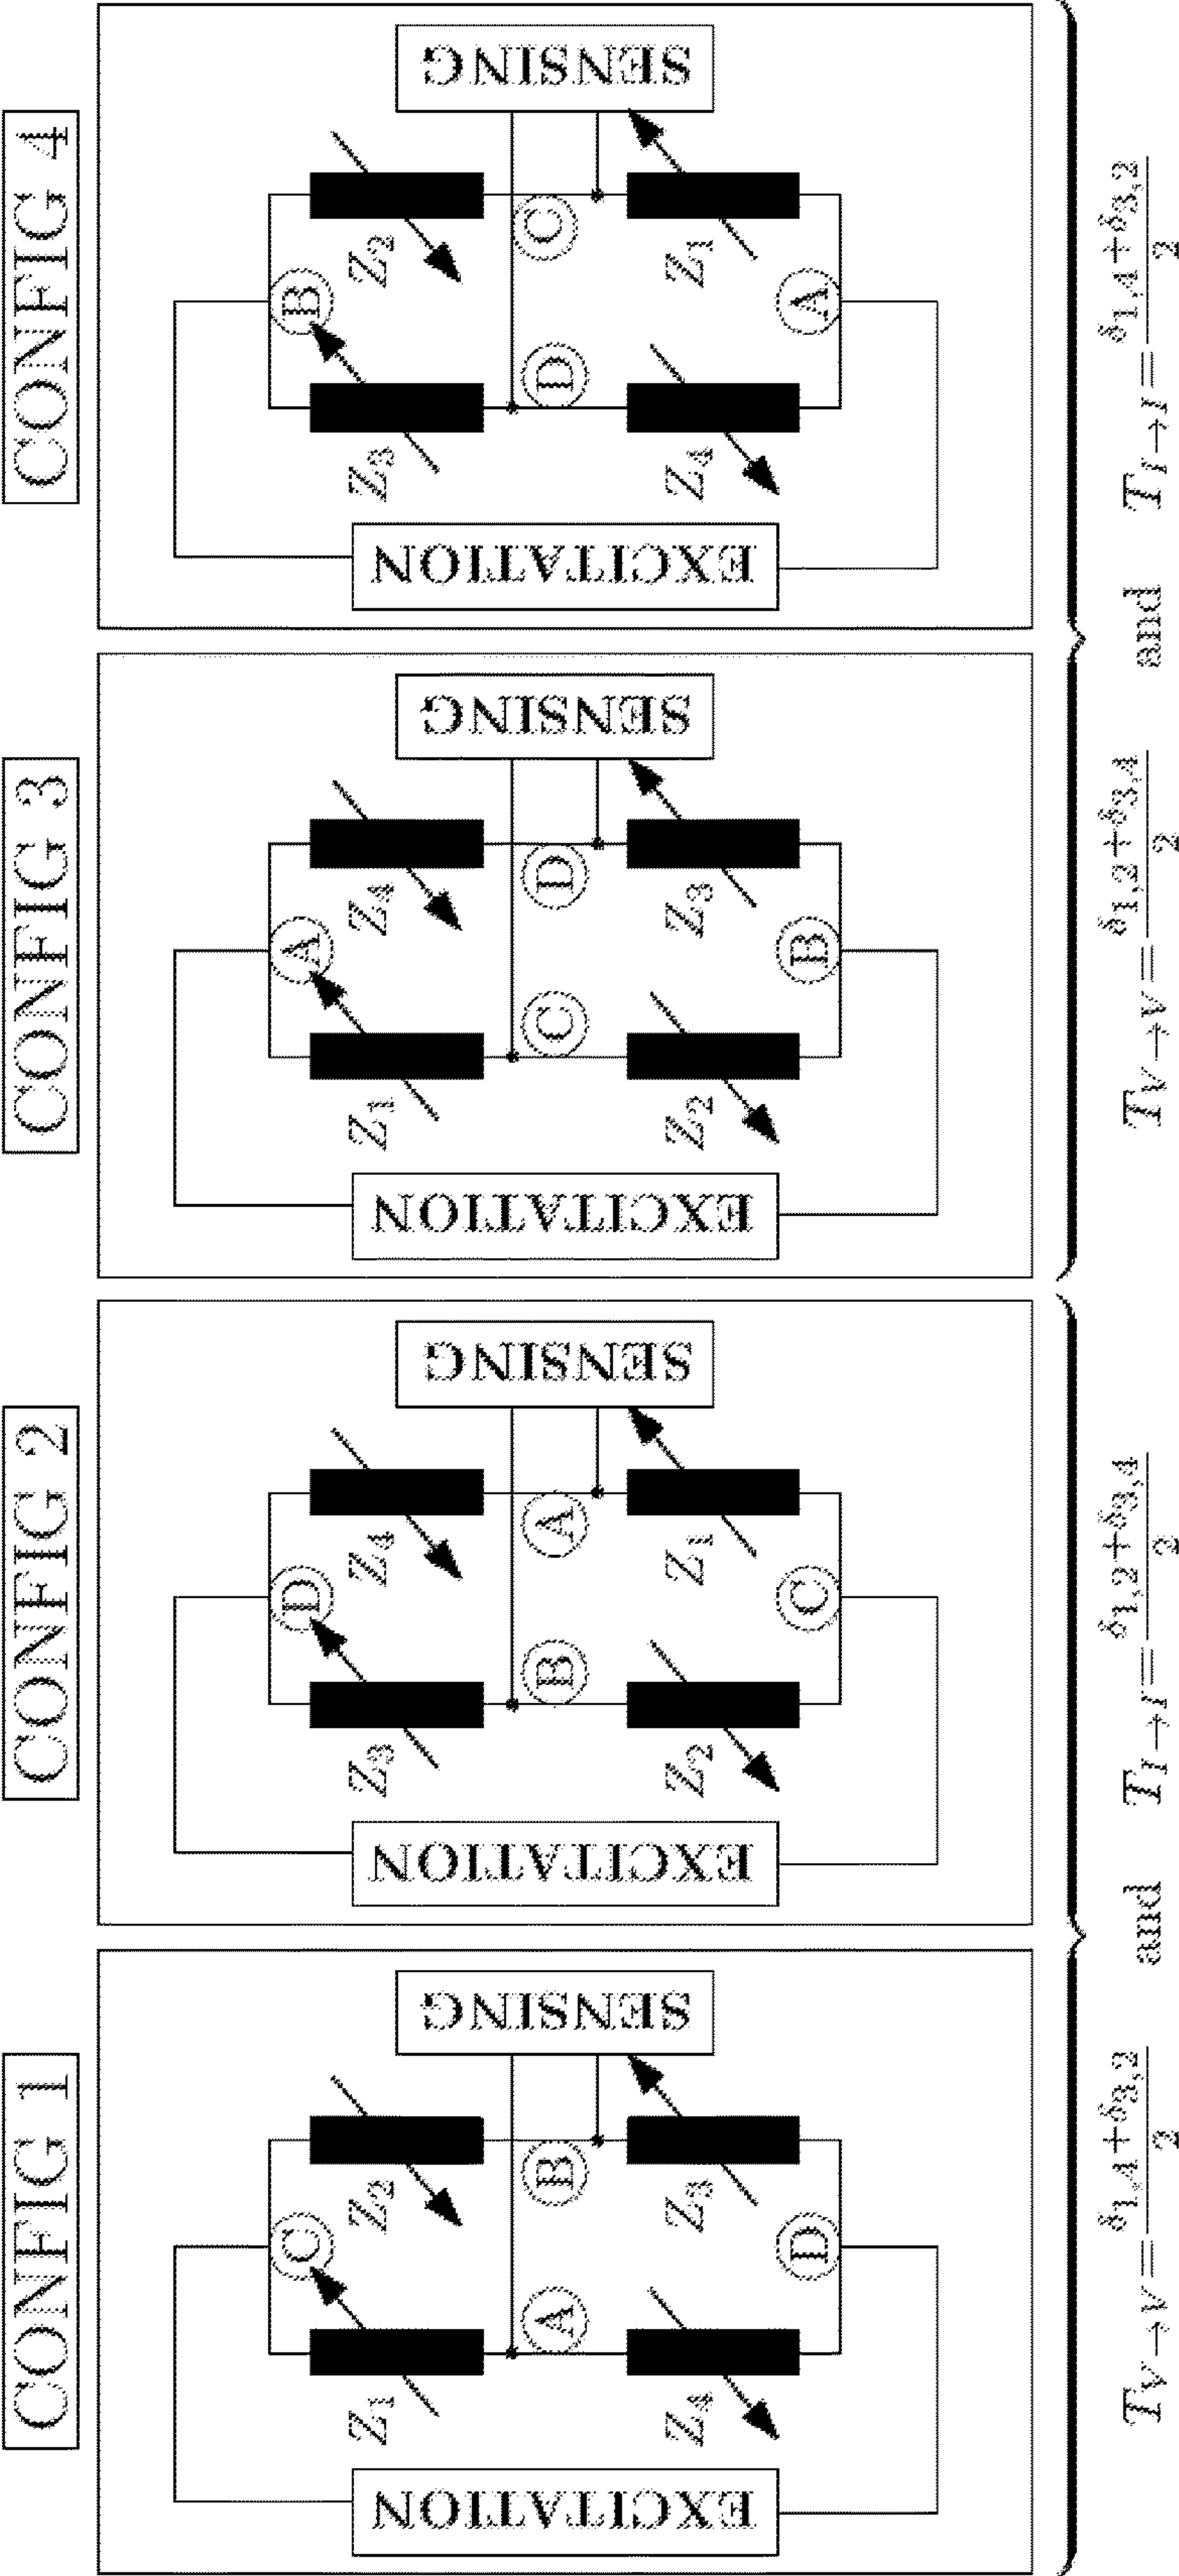 CONFIG 1
EXCITATION
SENSING
Z1
Z2
Z3
Z4
C
A
B
D
CONFIG 2
EXCITATION
SENSING
Z3
Z4
Z1
Z2
D
B
A
C
CONFIG 3
EXCITATION
SENSING
Z1
Z4
Z3
Z2
A
C
D
B
CONFIG 4
EXCITATION
SENSING
Z3
Z2
Z1
Z4
B
D
C
A
T_{V→V} = (δ_{1,4}+δ_{3,2})/2 and T_{I→I} = (δ_{1,2}+δ_{3,4})/2
T_{V→V} = (δ_{1,2}+δ_{3,4})/2 and T_{I→I} = (δ_{1,4}+δ_{3,2})/2